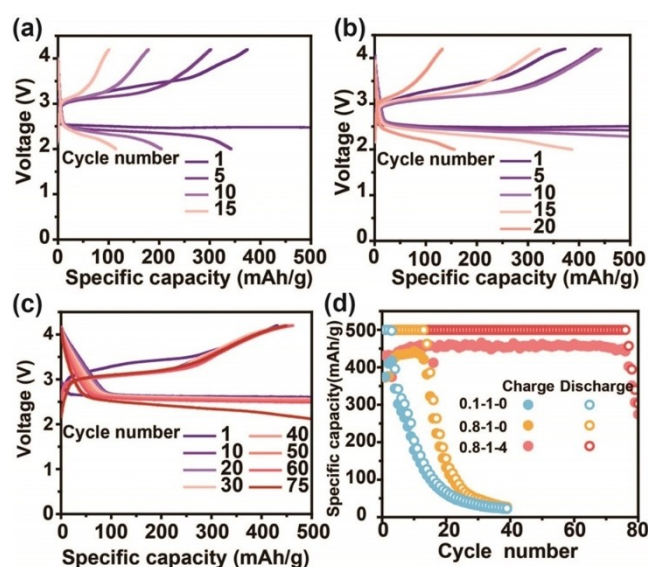 (a)
Voltage (V)
4
3
2
1
0
Cycle number
1
5
10
15
0 100 200 300 400 500
Specific capacity (mAh/g)
(b)
Voltage (V)
4
3
2
1
0
Cycle number
1
5
10
15
20
0 100 200 300 400 500
Specific capacity (mAh/g)
(c)
Voltage (V)
4
3
2
1
0
Cycle number
1 40
10 50
20 60
30 75
0 100 200 300 400 500
Specific capacity (mAh/g)
(d)
Specific capacity/mAh/g)
500
400
300
200
100
0
Charge Discharge
0.1-1-0
0.8-1-0
0.8-1-4
0 20 40 60 80
Cycle number